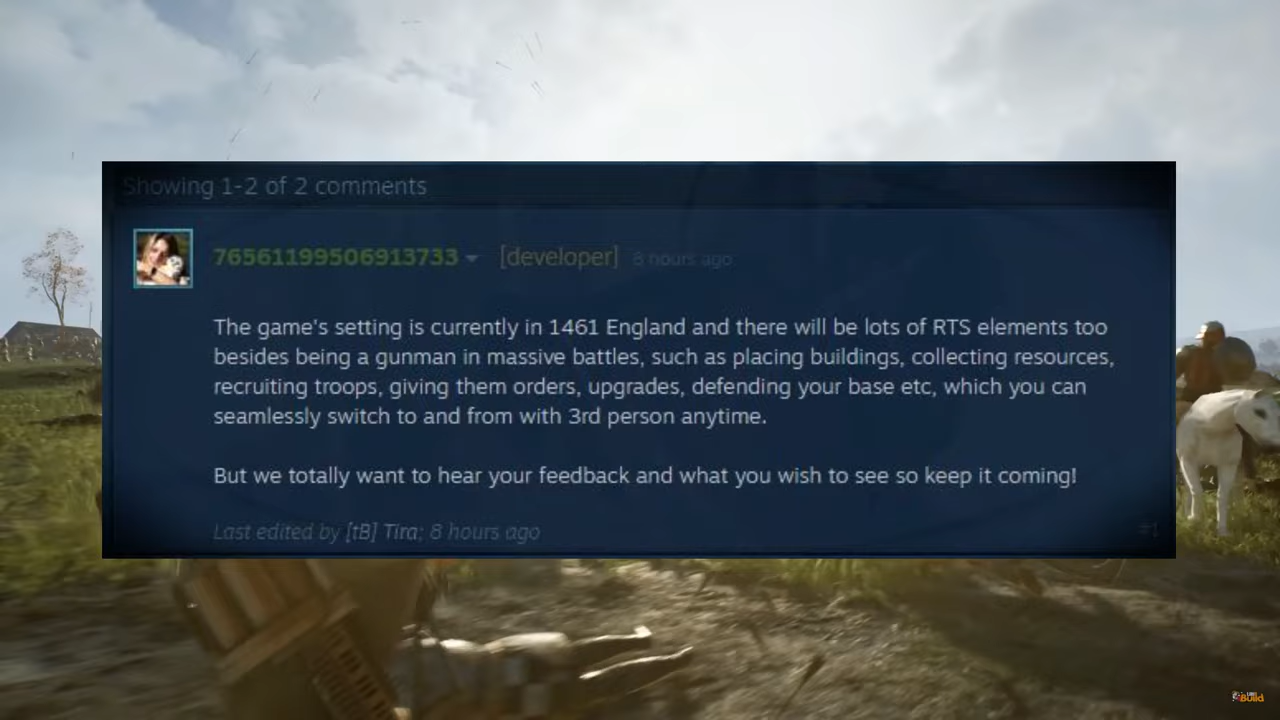 Showing 1-2 of 2 comments
76561199506913733 [developer] 8 hours ago
The game's setting is currently in 1461 England and there will be lots of RTS elements too
besides being a gunman in massive battles, such as placing buildings, collecting resources,
recruiting troops, giving them orders, upgrades, defending your base etc, which you can
seamlessly switch to and from with 3rd person anytime.
But we totally want to hear your feedback and what you wish to see so keep it coming!
Last edited by [tB] Tira; 8 hours ago
#1
Build